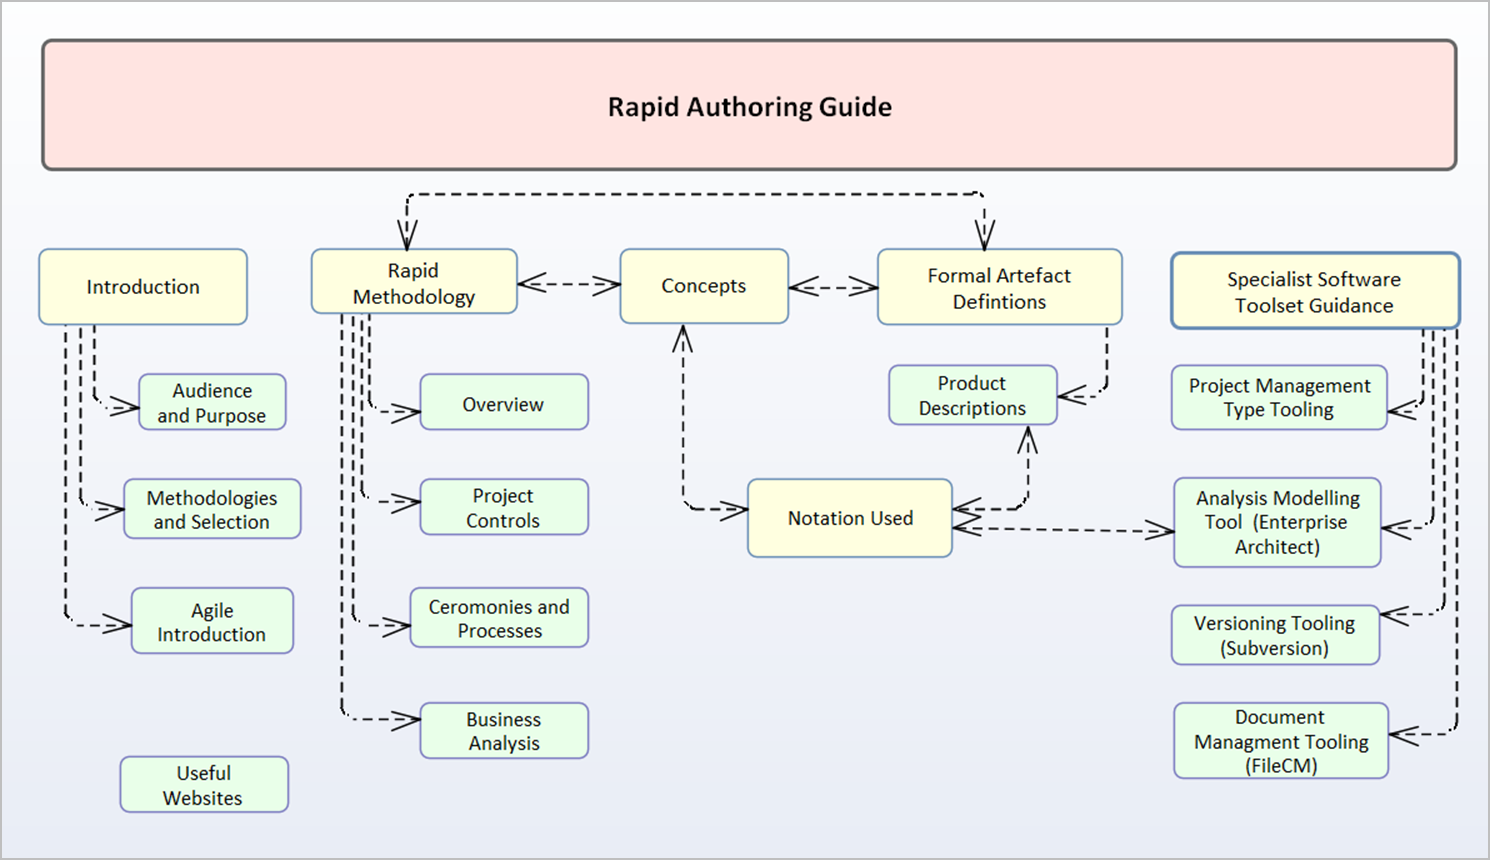 Rapid Authoring Guide
Introduction
Rapid
Methodology
Concepts
Formal Artefact
Defintions
Specialist Software
Toolset Guidance
Audience
and Purpose
Methodologies
and Selection
Agile
Introduction
Useful
Websites
Overview
Project
Controls
Ceromonies and
Processes
Business
Analysis
Product
Descriptions
Notation Used
Project Management
Type Tooling
Analysis Modelling
Tool (Enterprise
Architect)
Versioning Tooling
(Subversion)
Document
Managment Tooling
(FileCM)